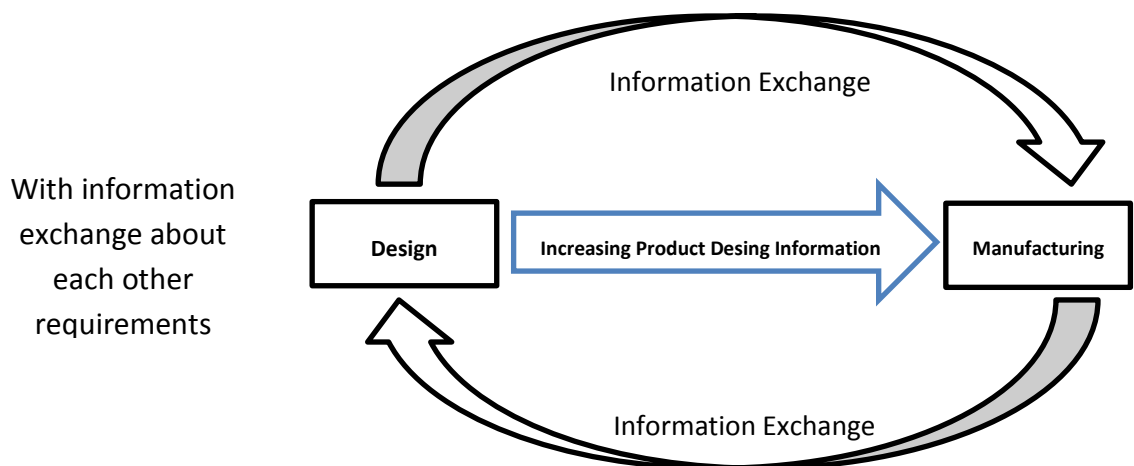 Information Exchange
With information
exchange about
each other
requirements
Design
Increasing Product Desing Information
Manufacturing
Information Exchange